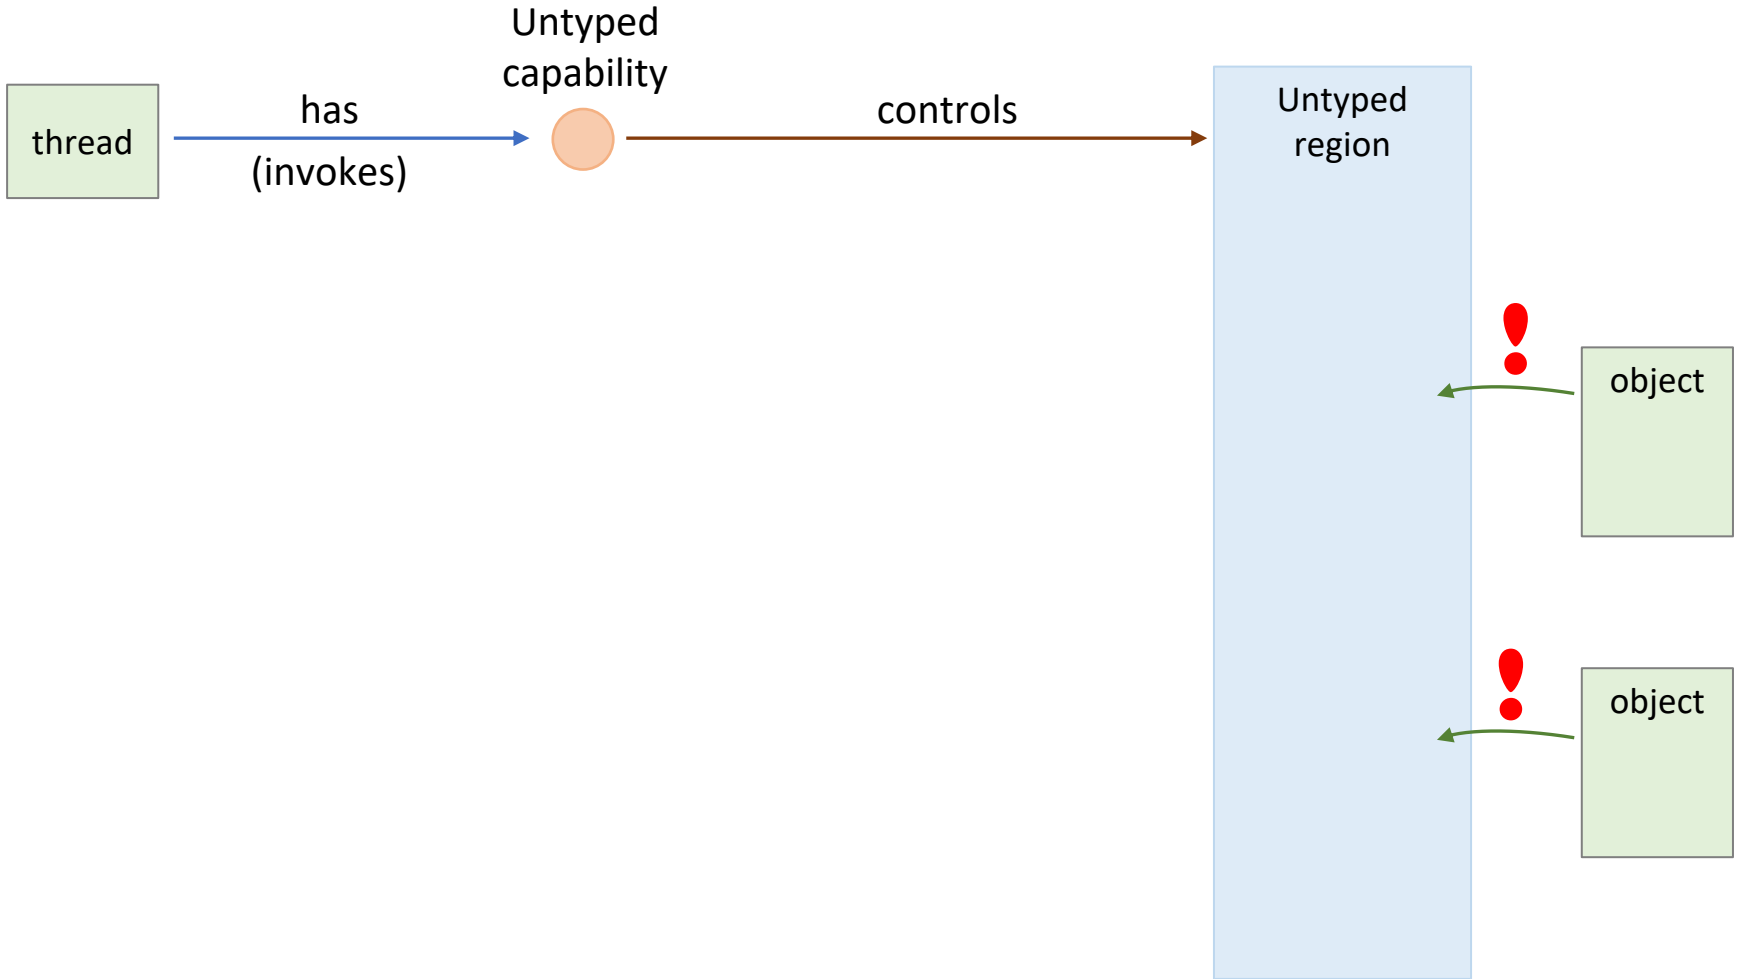 Untyped
capability
thread
has
(invokes)
controls
Untyped
region
object
object